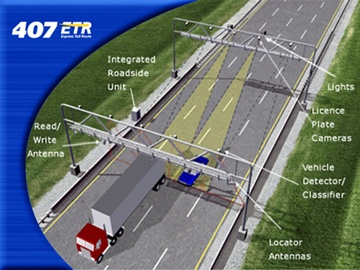 407 ETR
Express Toll Route
Integrated
Roadside
Unit
Lights
Licence
Plate
Cameras
Read/
Write
Antenna
Vehicle
Detector/
Classifier
Locator
Antennas